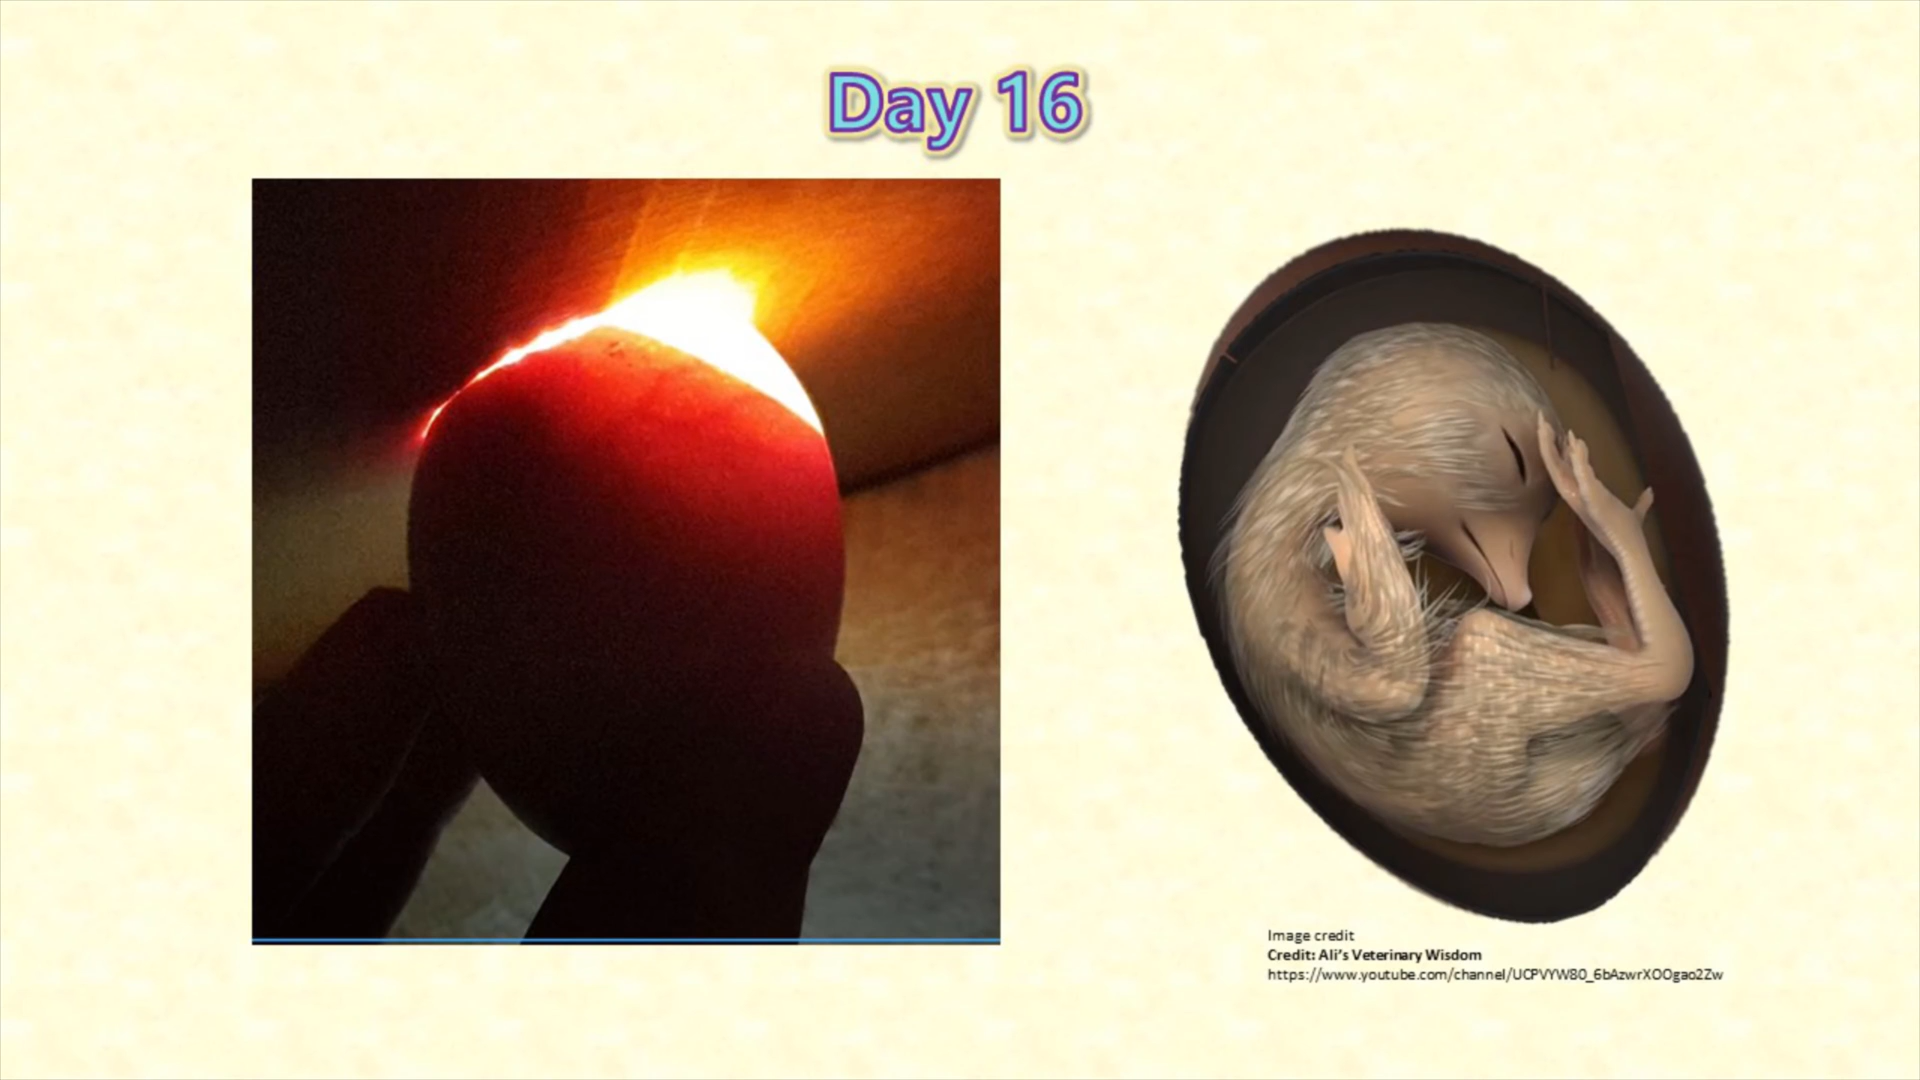 Day 16
Image credit
Credit: Ali's Veterinary Wisdom
https://www.youtube.com/channel/UCPVYW80_6bAzwrXOOgao2Zw